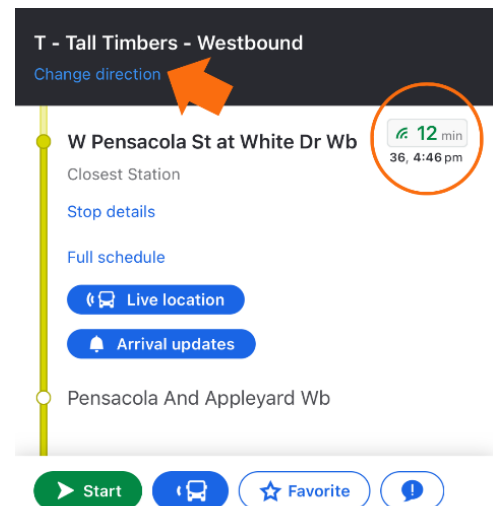 T - Tall Timbers - Westbound
Change direction
W Pensacola St at White Dr Wb
12 min
36, 4:46 pm
Closest Station
Stop details
Full schedule
Live location
Arrival updates
Pensacola And Appleyard Wb
Start
Favorite